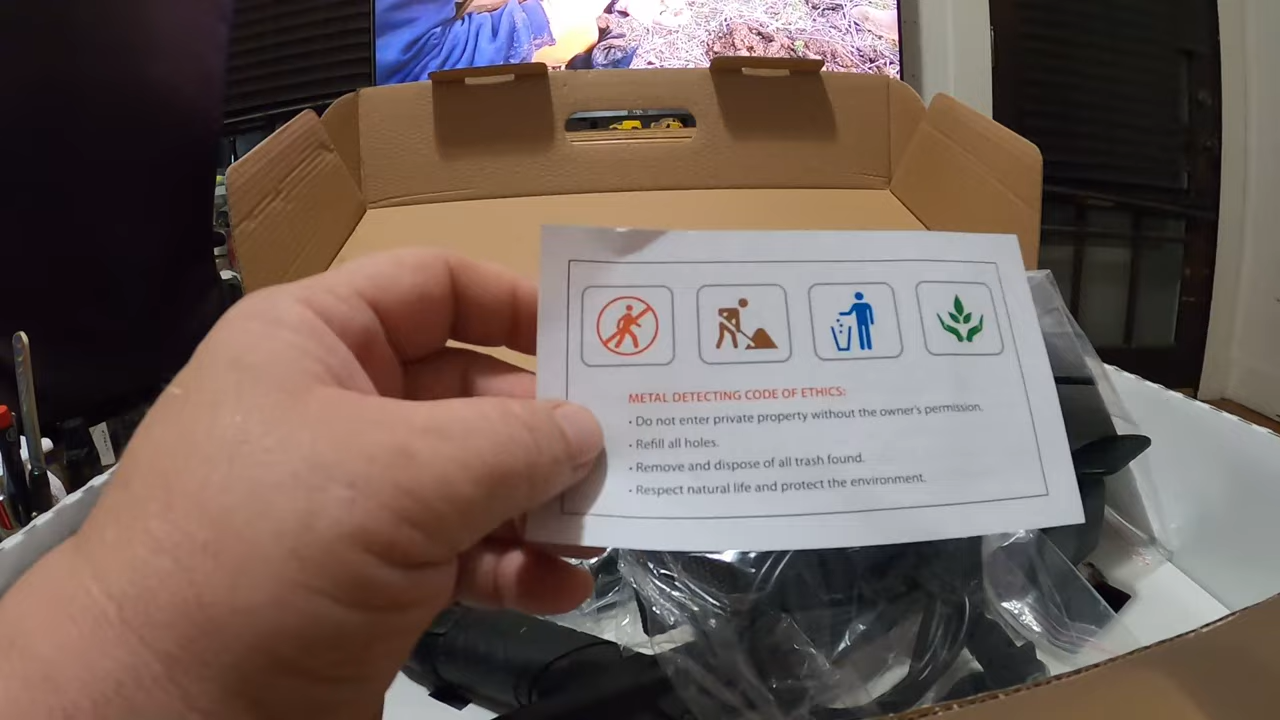 METAL DETECTING CODE OF ETHICS:
• Do not enter private property without the owner's permission.
• Refill all holes.
• Remove and dispose of all trash found.
• Respect natural life and protect the environment.